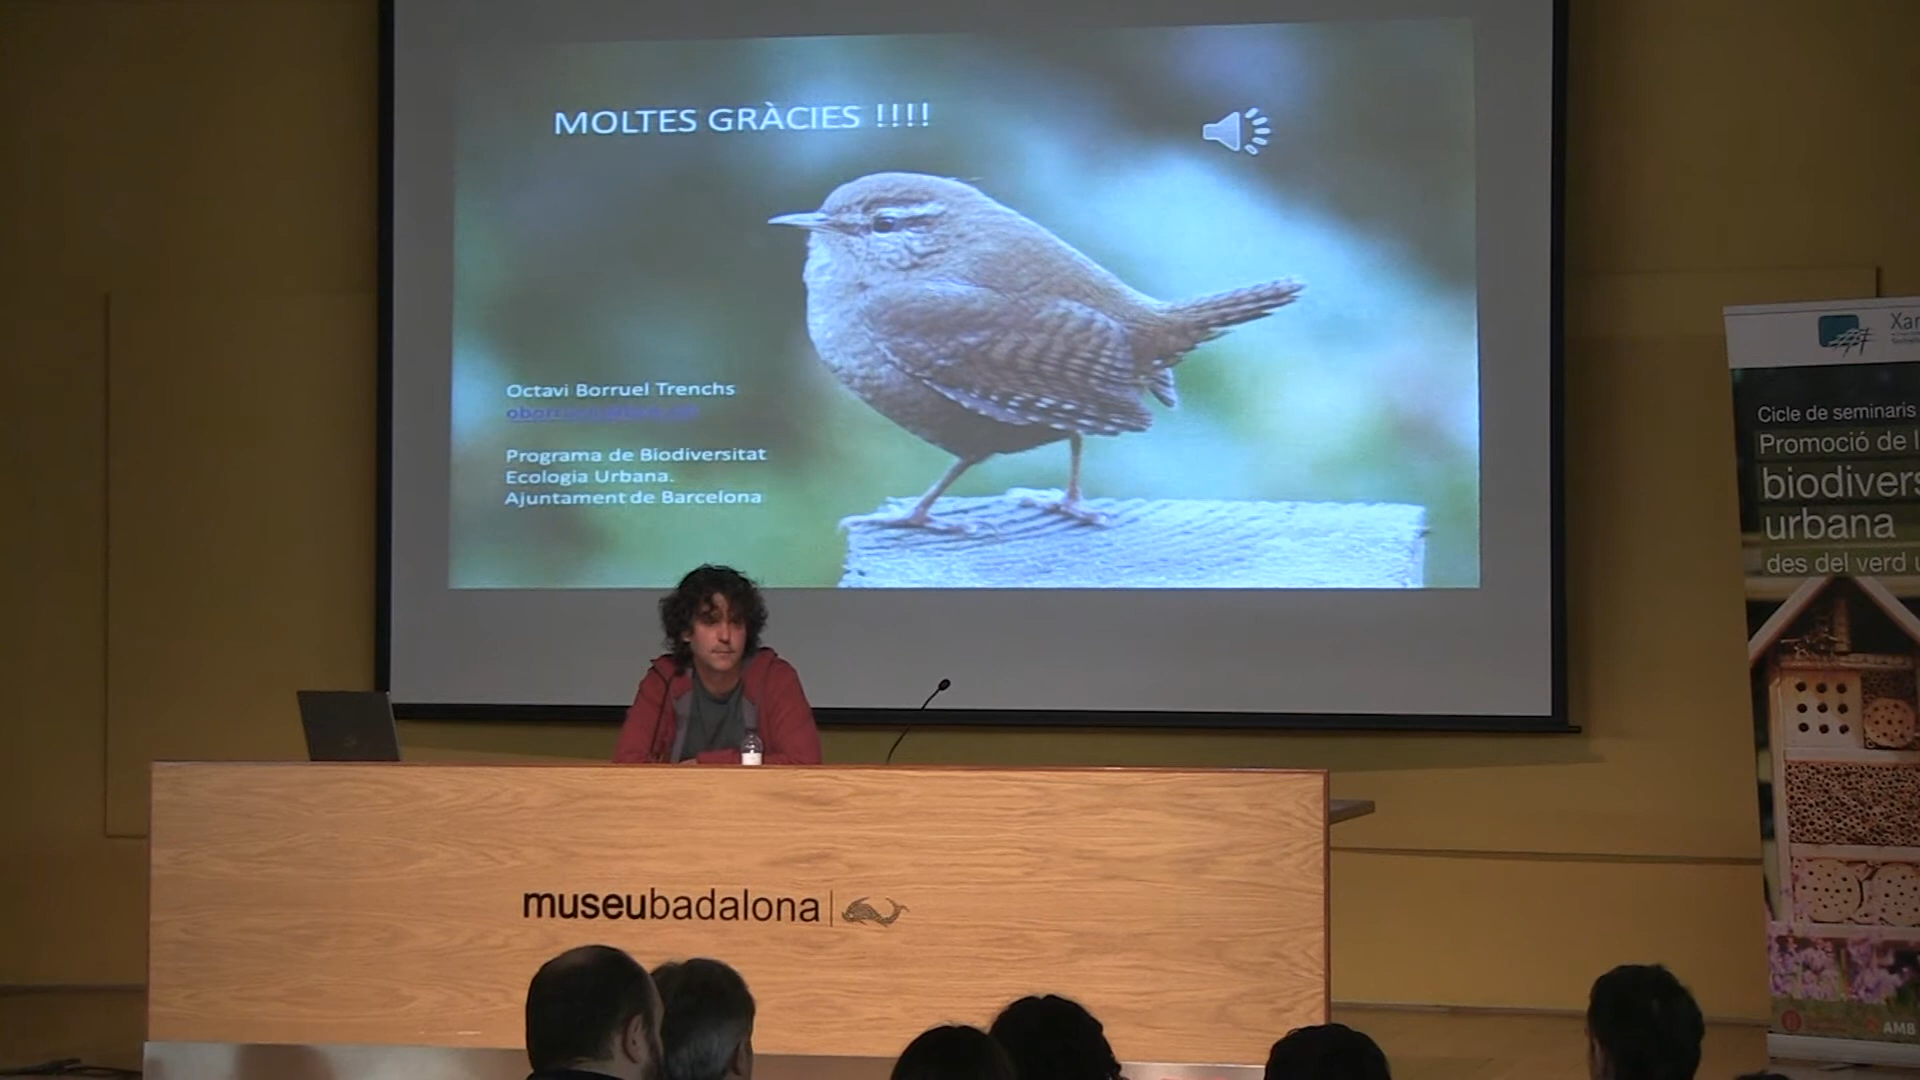 MOLTES GRÀCIES !!!!
Octavi Borruel Trenchs
Programa de Biodiversitat
Ecologia Urbana.
Ajuntament de Barcelona
museubadalona
Cicle de seminaris
Promoció de
urbana
des del verd
AMB